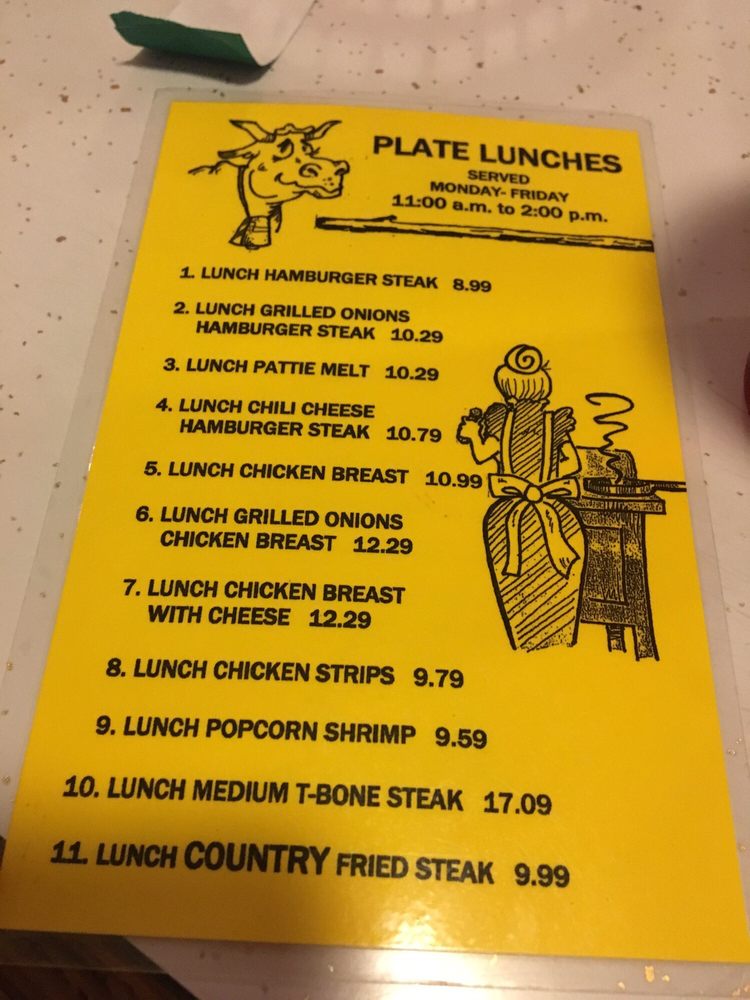 PLATE LUNCHES
SERVED
MONDAY- FRIDAY
11:00 a.m. to 2:00 p.m.
1. LUNCH HAMBURGER STEAK 8.99
2. LUNCH GRILLED ONIONS
HAMBURGER STEAK 10.29
3. LUNCH PATTIE MELT 10.29
4. LUNCH CHILI CHEESE
HAMBURGER STEAK 10.79
5. LUNCH CHICKEN BREAST 10.99
6. LUNCH GRILLED ONIONS
CHICKEN BREAST 12.29
7. LUNCH CHICKEN BREAST
WITH CHEESE 12.29
8. LUNCH CHICKEN STRIPS 9.79
9. LUNCH POPCORN SHRIMP 9.59
10. LUNCH MEDIUM T-BONE STEAK 17.09
11. LUNCH COUNTRY FRIED STEAK 9.99